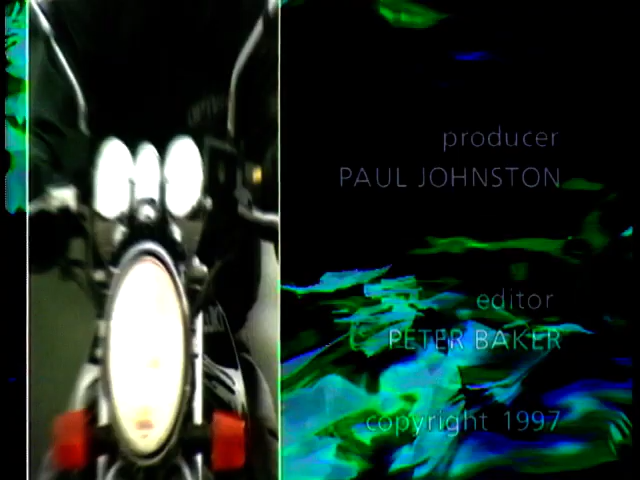 producer
PAUL JOHNSTON
editor
PETER BAKER
copyright 1997